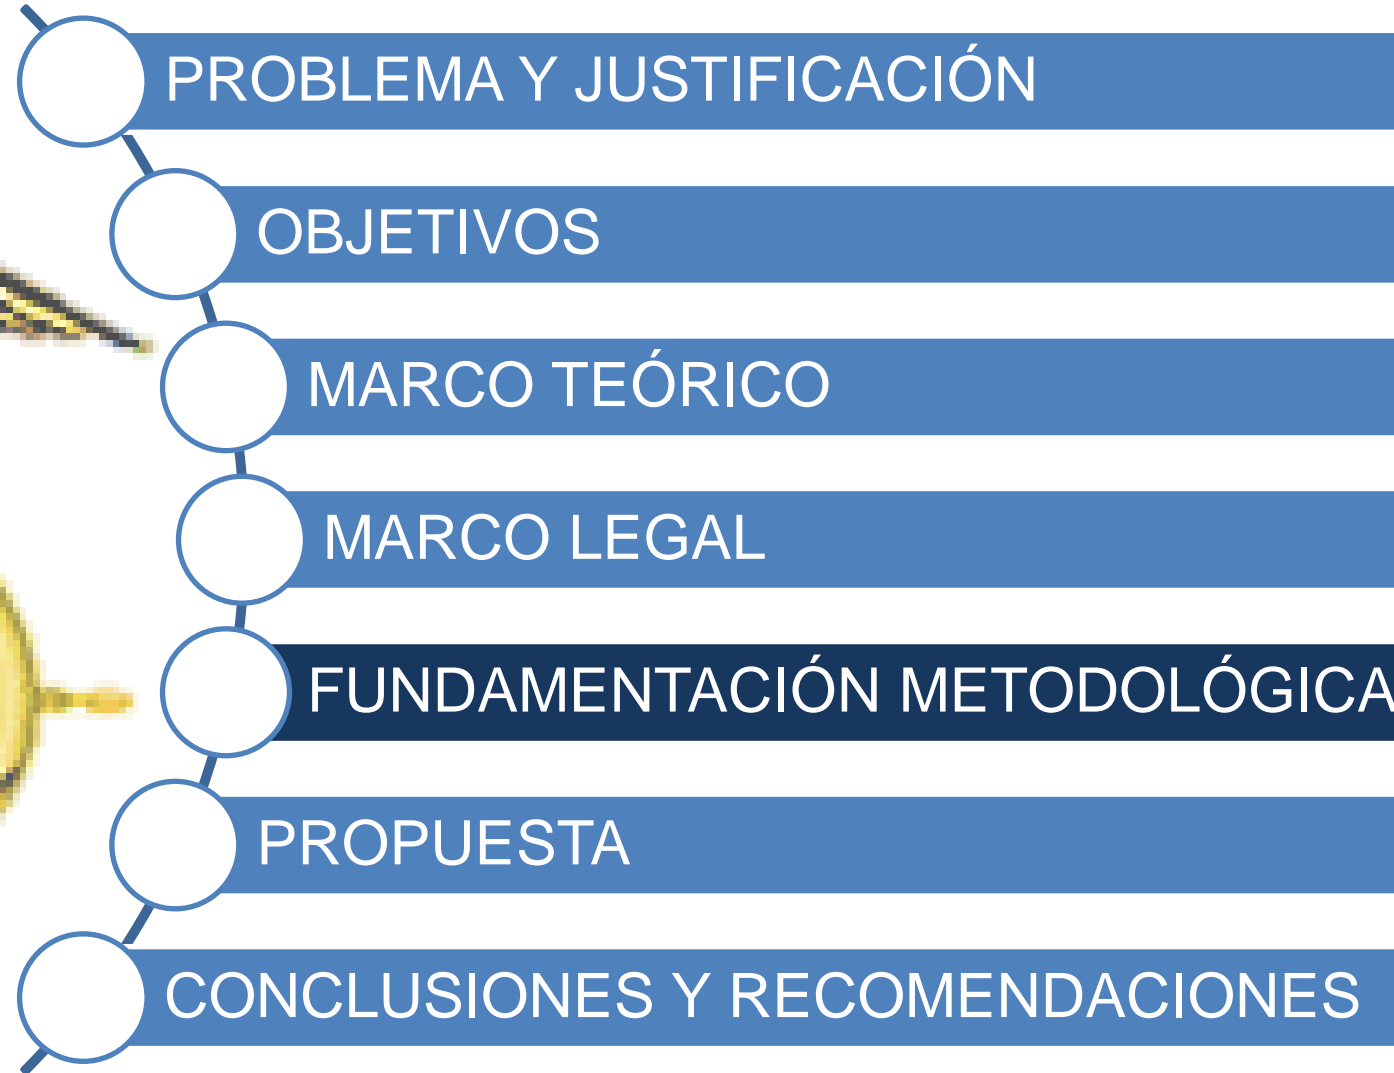 PROBLEMA Y JUSTIFICACIÓN
OBJETIVOS
MARCO TEÓRICO
MARCO LEGAL
FUNDAMENTACIÓN METODOLÓGICA
PROPUESTA
CONCLUSIONES Y RECOMENDACIONES